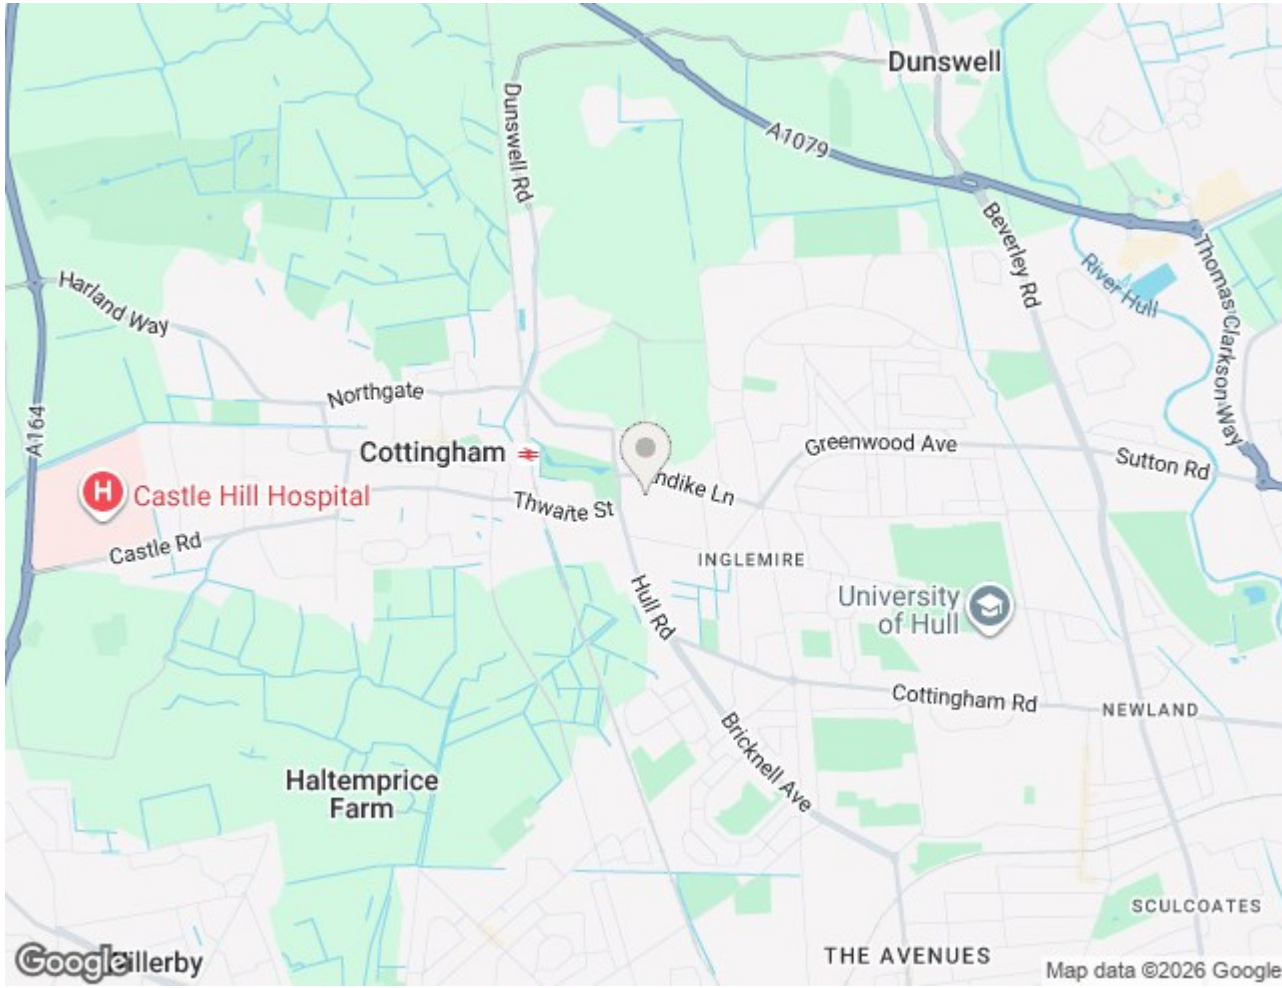 Dunswell
A1079
Dunswell Rd
Beverley Rd
River Hull
Thomas Clarkson Way
Harland Way
Northgate
A164
Cottingham
Greenwood Ave
Sutton Rd
ndike Ln
Castle Hill Hospital
Thwaite St
Castle Rd
INGLEMIRE
University
of Hull
Hull Rd
Cottingham Rd
NEWLAND
Bricknell Ave
Haltemprice
Farm
SCULCOATES
THE AVENUES
Google
illerby
Map data ©2026 Google
H